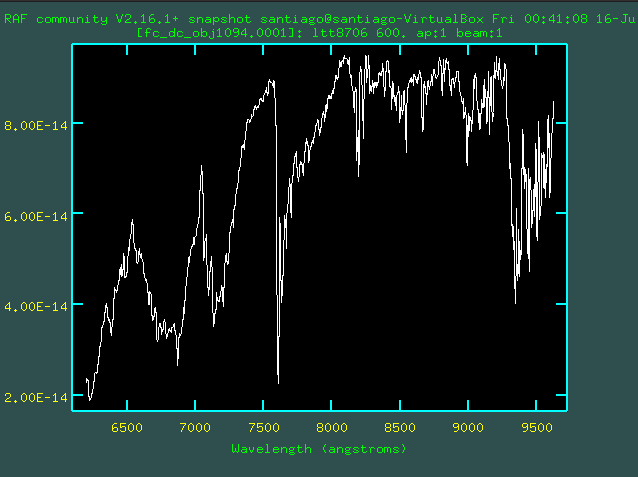 RAF community V2.16.1+ snapshot santiago@santiago-VirtualBox Fri 00:41:08 16-Ju
[fc_dc_obj1094.0001]: ltt8706 600. ap:1 beam:1
8.00E-14
6.00E-14
4.00E-14
2.00E-14
6500 7000 7500 8000 8500 9000 9500
Wavelength (angstroms)